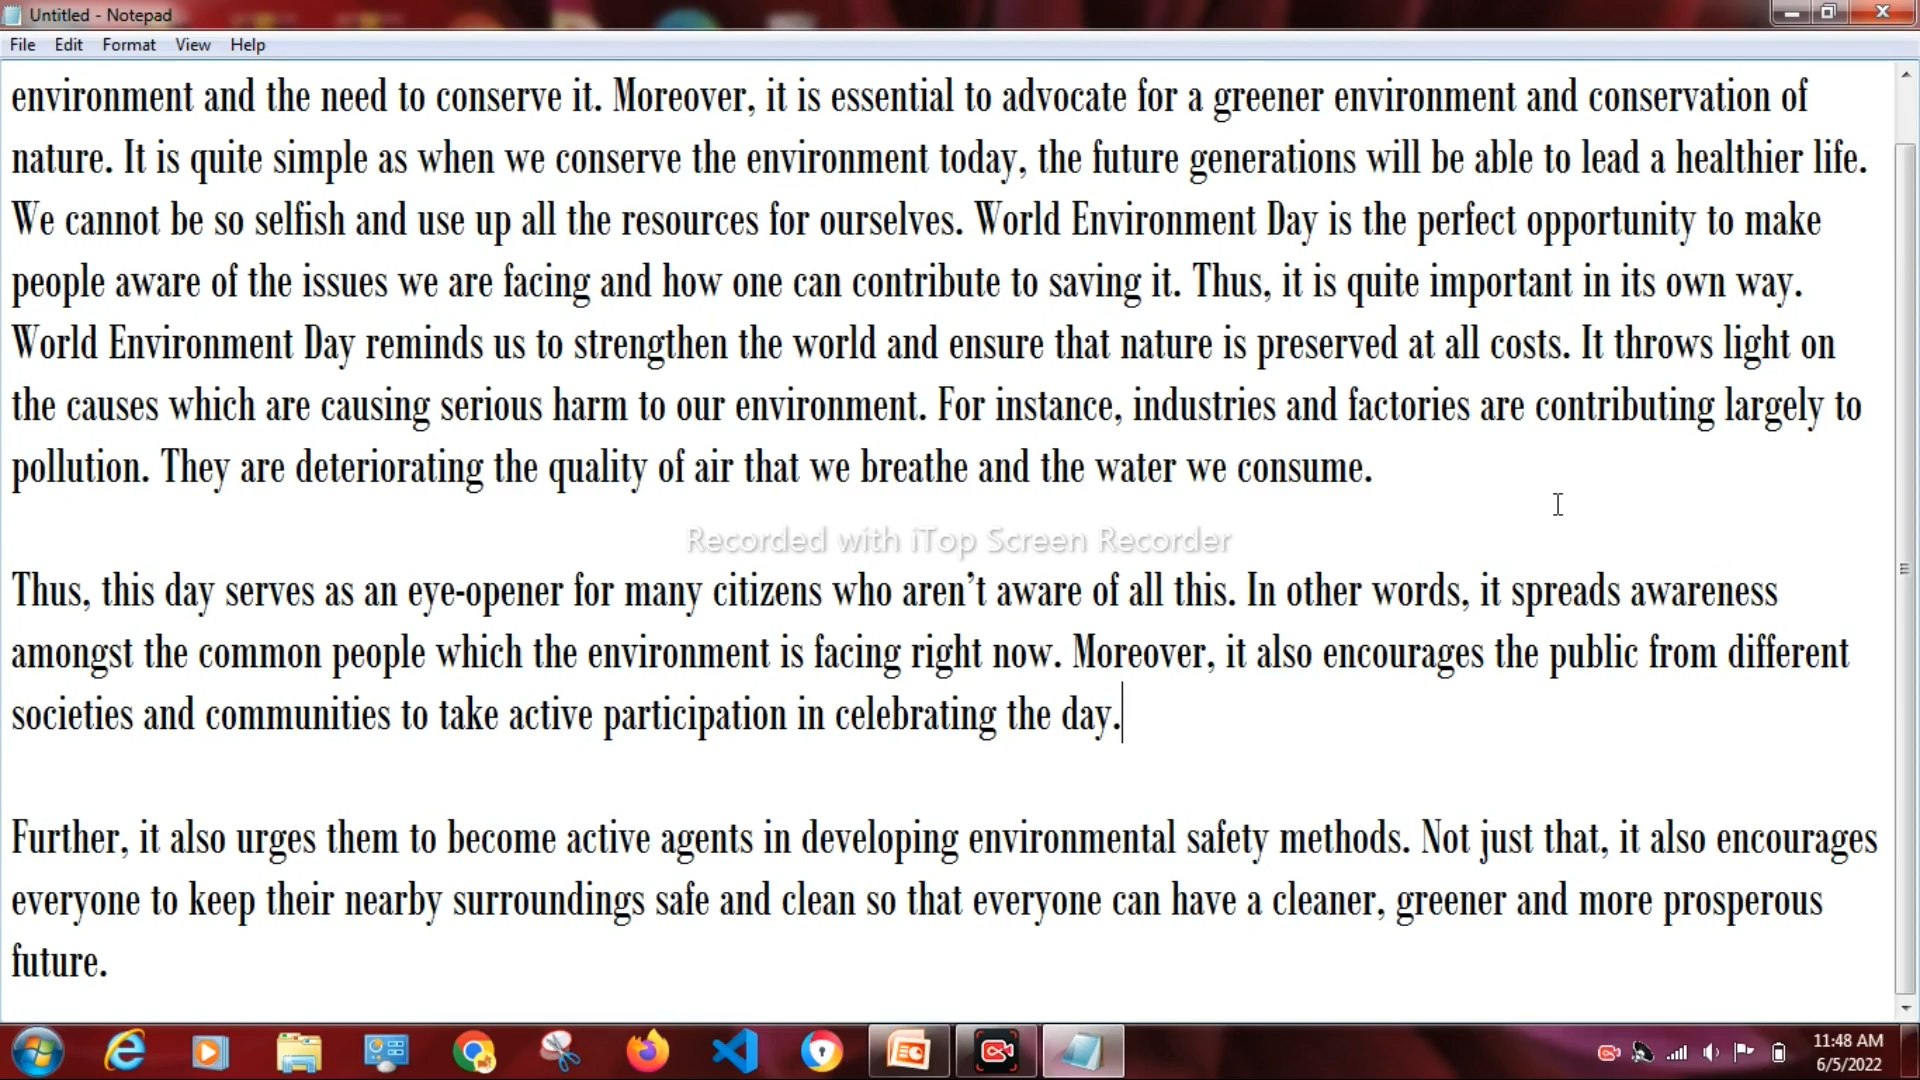 Untitled - Notepad
File Edit Format View Help
environment and the need to conserve it. Moreover, it is essential to advocate for a greener environment and conservation of
nature. It is quite simple as when we conserve the environment today, the future generations will be able to lead a healthier life.
We cannot be so selfish and use up all the resources for ourselves. World Environment Day is the perfect opportunity to make
people aware of the issues we are facing and how one can contribute to saving it. Thus, it is quite important in its own way.
World Environment Day reminds us to strengthen the world and ensure that nature is preserved at all costs. It throws light on
the causes which are causing serious harm to our environment. For instance, industries and factories are contributing largely to
pollution. They are deteriorating the quality of air that we breathe and the water we consume.
Recorded with iTop Screen Recorder
Thus, this day serves as an eye-opener for many citizens who aren’t aware of all this. In other words, it spreads awareness
amongst the common people which the environment is facing right now. Moreover, it also encourages the public from different
societies and communities to take active participation in celebrating the day.
Further, it also urges them to become active agents in developing environmental safety methods. Not just that, it also encourages
everyone to keep their nearby surroundings safe and clean so that everyone can have a cleaner, greener and more prosperous
future.
11:48 AM
6/5/2022